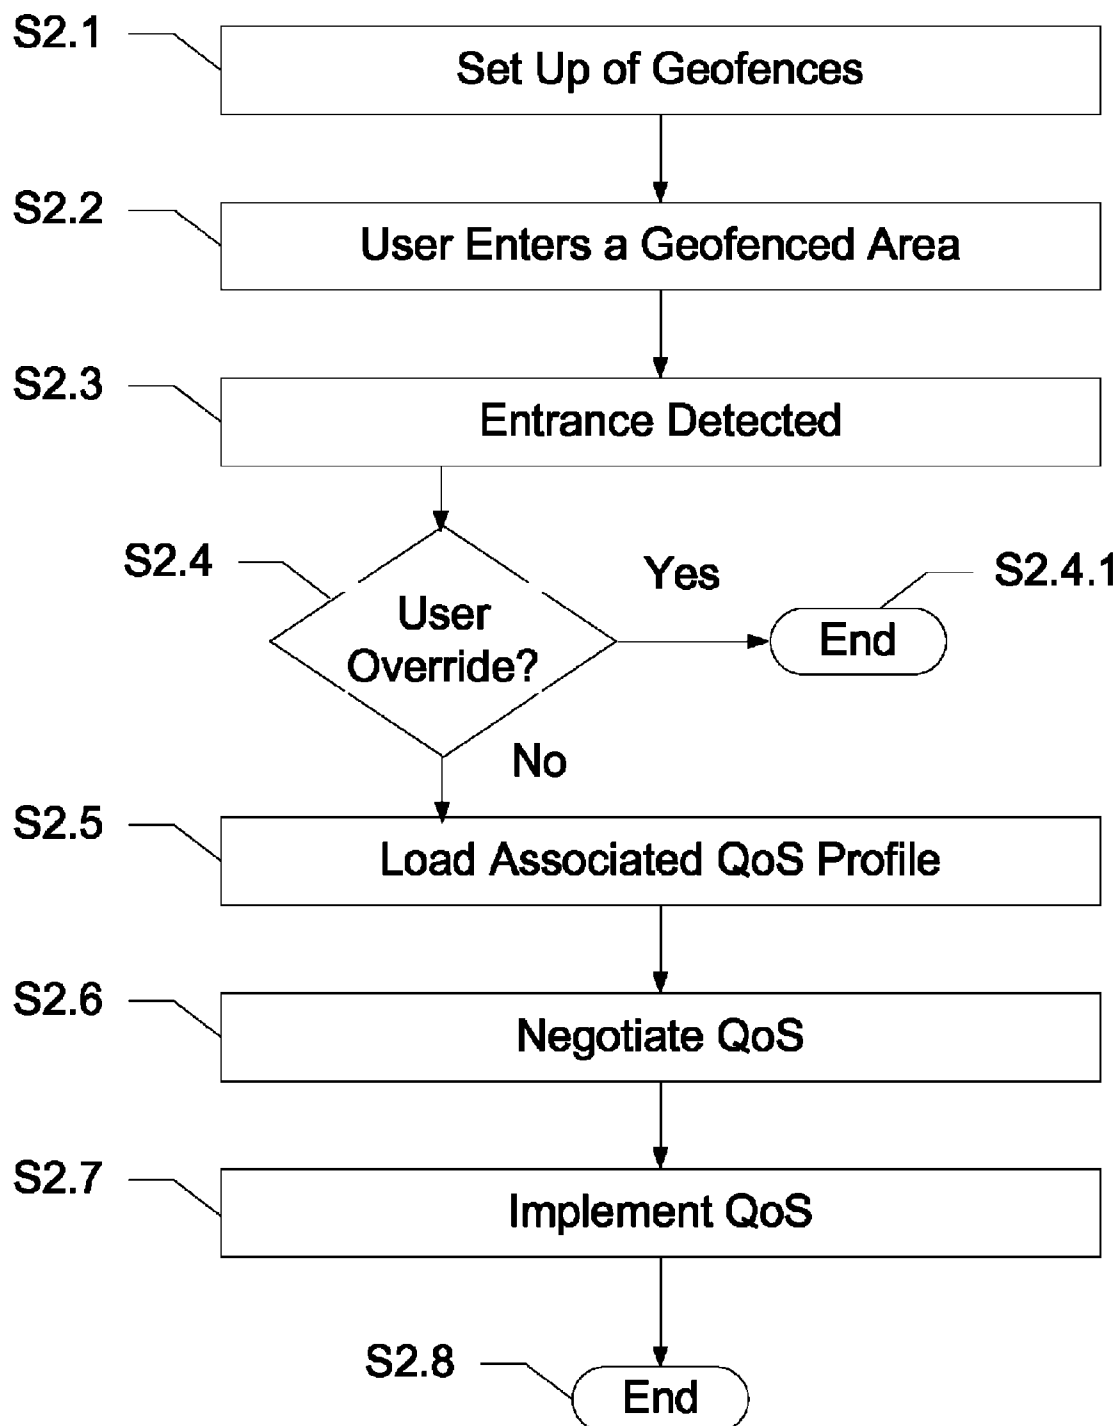 S2.1
Set Up of Geofences
S2.2
User Enters a Geofenced Area
S2.3
Entrance Detected
S2.4
User
Override?
Yes
S2.4.1
End
No
S2.5
Load Associated QoS Profile
S2.6
Negotiate QoS
S2.7
Implement QoS
S2.8
End